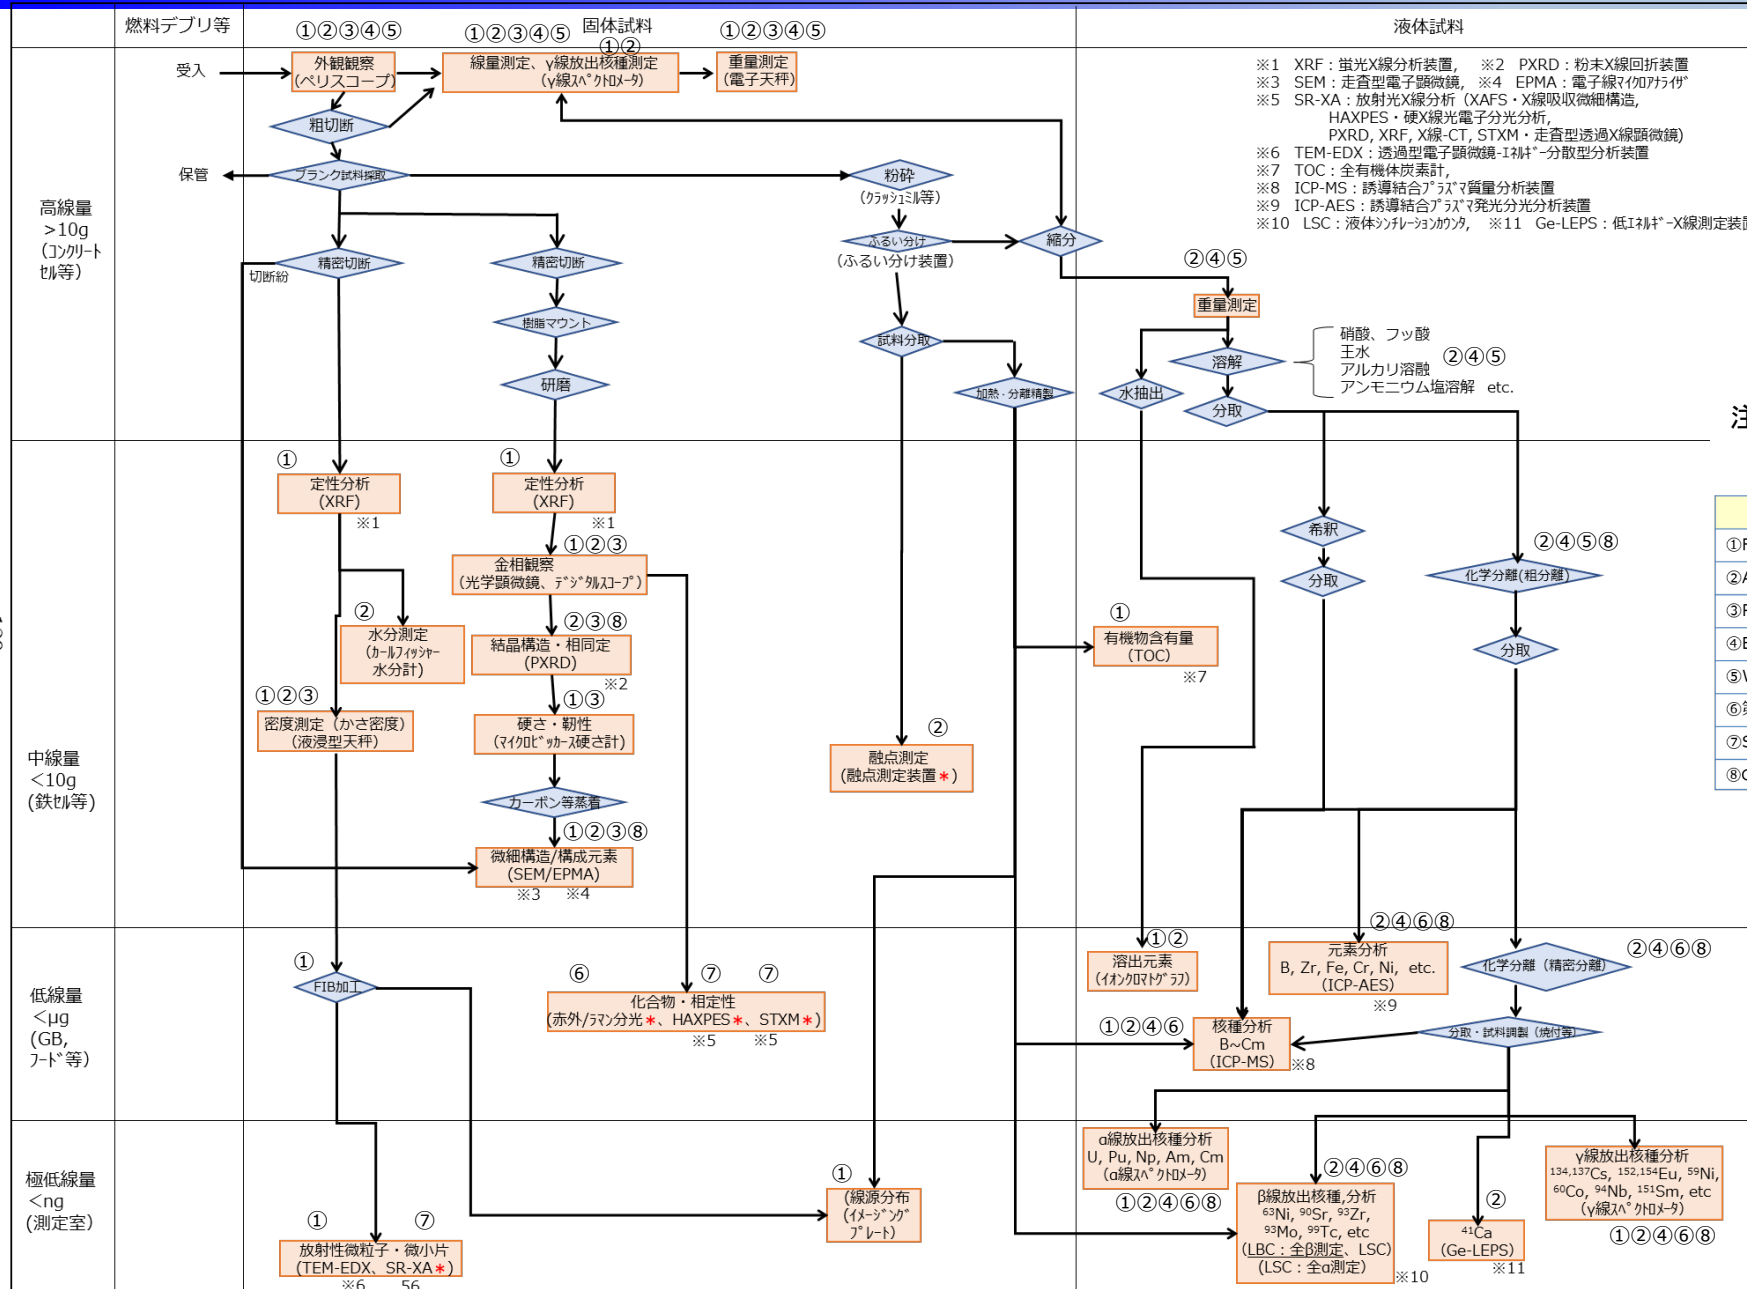 燃料デブリ等
①②③④⑤
①②③④⑤
固体試料
①②
①②③④⑤
液体試料
受入
外観観察
(ペリスコープ)
線量測定、γ線放出核種測定
(γ線ｽﾍﾟｸﾄﾛﾒｰﾀ)
重量測定
(電子天秤)
※1 XRF：蛍光X線分析装置, ※2 PXRD：粉末X線回折装置
※3 SEM：走査型電子顕微鏡, ※4 EPMA：電子線ﾏｲｸﾛｱﾅﾗｲｻﾞ
※5 SR-XA：放射光X線分析（XAFS・X線吸収微細構造,
HAXPES・硬X線光電子分光分析,
PXRD, XRF, X線-CT, STXM・走査型透過X線顕微鏡)
※6 TEM-EDX：透過型電子顕微鏡-ｴﾈﾙｷﾞｰ分散型分析装置
※7 TOC：全有機体炭素計,
※8 ICP-MS：誘導結合ﾌﾟﾗｽﾞﾏ質量分析装置
※9 ICP-AES：誘導結合ﾌﾟﾗｽﾞﾏ発光分光分析装置
※10 LSC：液体ｼﾝﾁﾚｰｼｮﾝｶｳﾝﾀ, ※11 Ge-LEPS：低ｴﾈﾙｷﾞｰX線測定装置
粗切断
保管
ブランク試料採取
粉砕
(ｸﾗｯｼｭﾐﾙ等)
高線量
>10g
(ｺﾝｸﾘｰﾄ
ｾﾙ等)
ふるい分け
(ふるい分け装置)
縮分
切断紛
精密切断
精密切断
②④⑤
重量測定
樹脂マウント
試料分取
溶解
硝酸、フッ酸
王水
アルカリ溶融
アンモニウム塩溶解 etc.
②④⑤
研磨
加熱・分離精製
水抽出
分取
注
①
定性分析
(XRF)
※1
①
定性分析
(XRF)
※1
①②③
金相観察
(光学顕微鏡、ﾃﾞｼﾞﾀﾙｽｺｰﾌﾟ)
希釈
分取
②④⑤⑧
化学分離(粗分離)
分取
②
水分測定
(ｶｰﾙﾌｨｯｼｬｰ
水分計)
②③⑧
結晶構造・相同定
(PXRD)
※2
①
有機物含有量
(TOC)
※7
①②③
密度測定（かさ密度）
(液浸型天秤)
①③
硬さ・靭性
(ﾏｲｸﾛﾋﾞｯｶｰｽ硬さ計)
②
融点測定
(融点測定装置＊)
中線量
＜10g
(鉄ｾﾙ等)
カーボン等蒸着
①②③⑧
微細構造/構成元素
(SEM/EPMA)
※3 ※4
低線量
＜μg
(GB,
ﾌｰﾄﾞ等)
①
FIB加工
⑥
⑦
⑦
化合物・相定性
(赤外/ﾗﾏﾝ分光＊、HAXPES＊、STXM＊)
※5 ※5
①②
溶出元素
(ｲｵﾝｸﾛﾏﾄｸﾞﾗﾌ)
②④⑥⑧
元素分析
B, Zr, Fe, Cr, Ni, etc.
(ICP-AES)
※9
②④⑥⑧
化学分離（精密分離）
①②④⑥
核種分析
B~Cm
(ICP-MS)
※8
分取・試料調製（焼付等）
極低線量
＜ng
(測定室)
①
⑦
放射性微粒子・微小片
(TEM-EDX、SR-XA＊)
※6 56
①
(線源分布
(ｲﾒｰｼﾞﾝｸﾞ
ﾌﾟﾚｰﾄ)
α線放出核種分析
U, Pu, Np, Am, Cm
(α線ｽﾍﾟｸﾄﾛﾒｰﾀ)
①②④⑥⑧
②④⑥⑧
β線放出核種,分析
⁶³Ni, ⁹⁰Sr, ⁹³Zr,
⁹³Mo, ⁹⁹Tc, etc
(LBC：全β測定、LSC)
(LSC：全α測定)
※10
②
⁴¹Ca
(Ge-LEPS)
※11
γ線放出核種分析
¹³⁴,¹³⁷Cs, ¹⁵²,¹⁵⁴Eu, ⁵⁹Ni,
⁶⁰Co, ⁹⁴Nb, ¹⁵¹Sm, etc
(γ線ｽﾍﾟｸﾄﾛﾒｰﾀ)
①②④⑥⑧
①
②A
③
④
⑤
⑥
⑦S
⑧